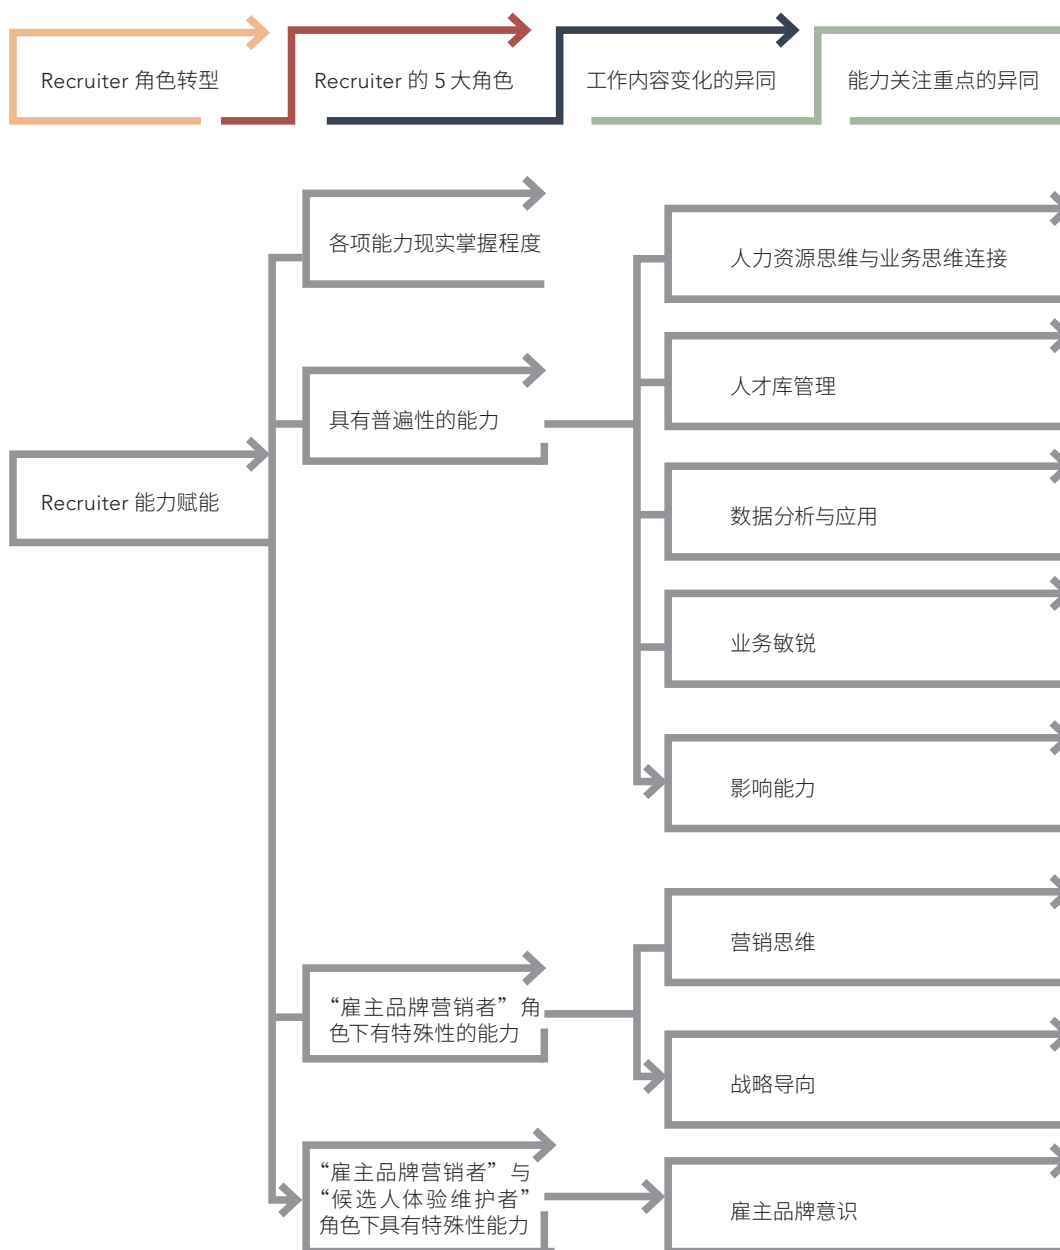 Recruiter 角色转型
Recruiter 的 5 大角色
工作内容变化的异同
能力关注重点的异同
各项能力现实掌握程度
人力资源思维与业务思维连接
人才库管理
具有普遍性的能力
Recruiter 能力赋能
数据分析与应用
业务敏锐
影响能力
营销思维
“雇主品牌营销者”角
色下有特殊性的能力
战略导向
“雇主品牌营销者”与
“候选人体验维护者”
角色下具有特殊性能力
雇主品牌意识